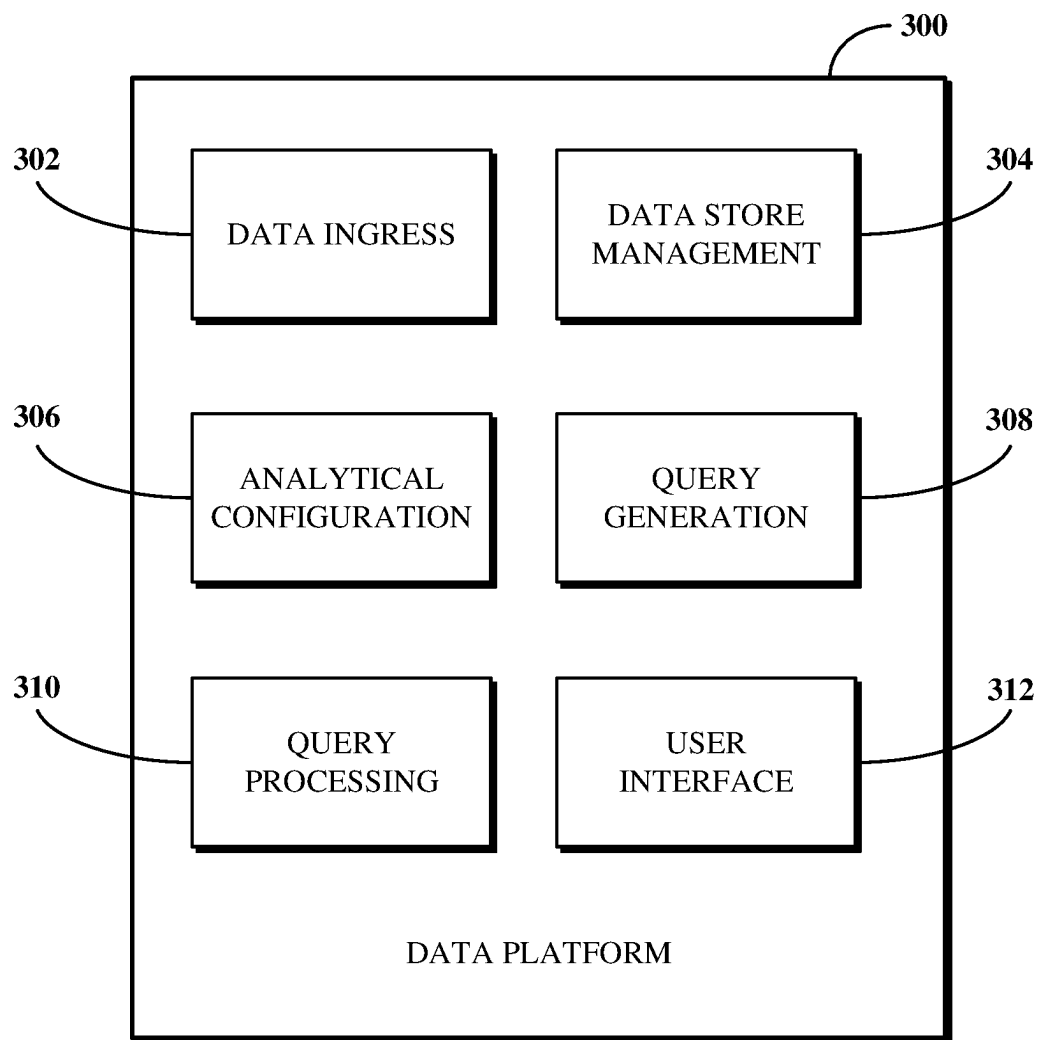 300
302
304
DATA INGRESS
DATA STORE
MANAGEMENT
306
308
ANALYTICAL
CONFIGURATION
QUERY
GENERATION
310
312
QUERY
PROCESSING
USER
INTERFACE
DATA PLATFORM